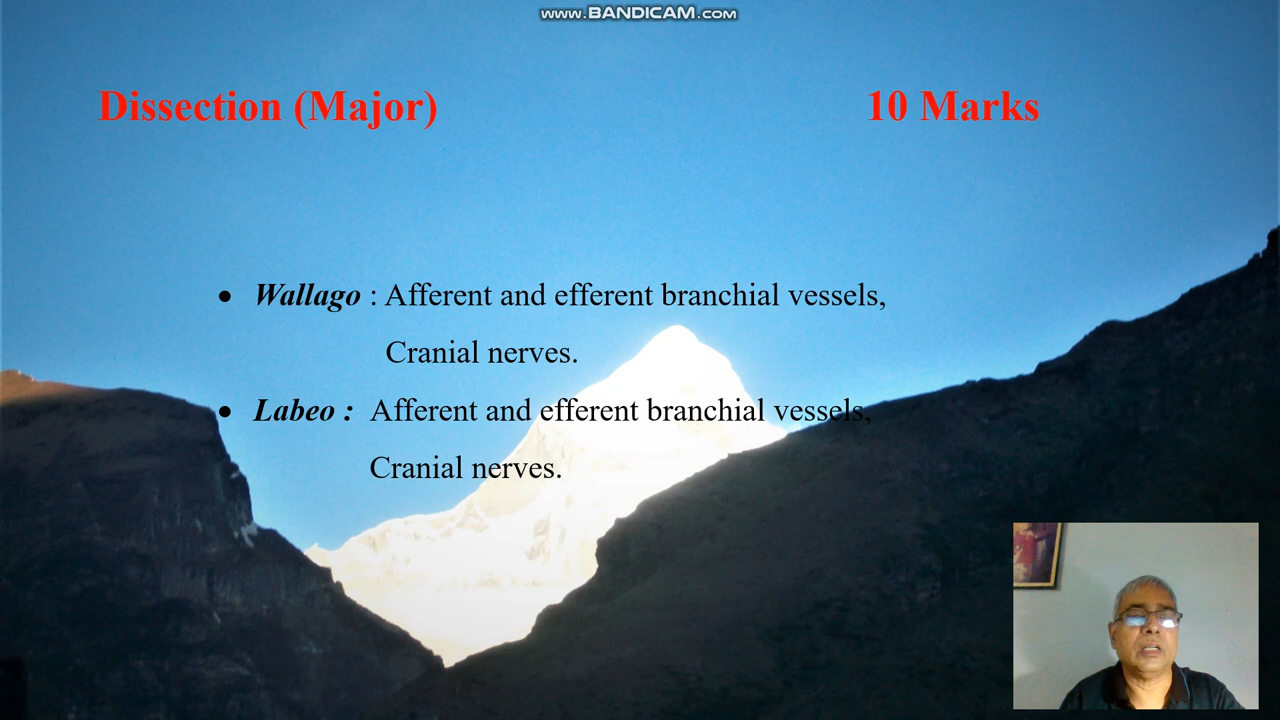 www.BANDICAM.com
Dissection (Major) 10 Marks
• Wallago : Afferent and efferent branchial vessels,
Cranial nerves.
• Labeo : Afferent and efferent branchial vessels,
Cranial nerves.